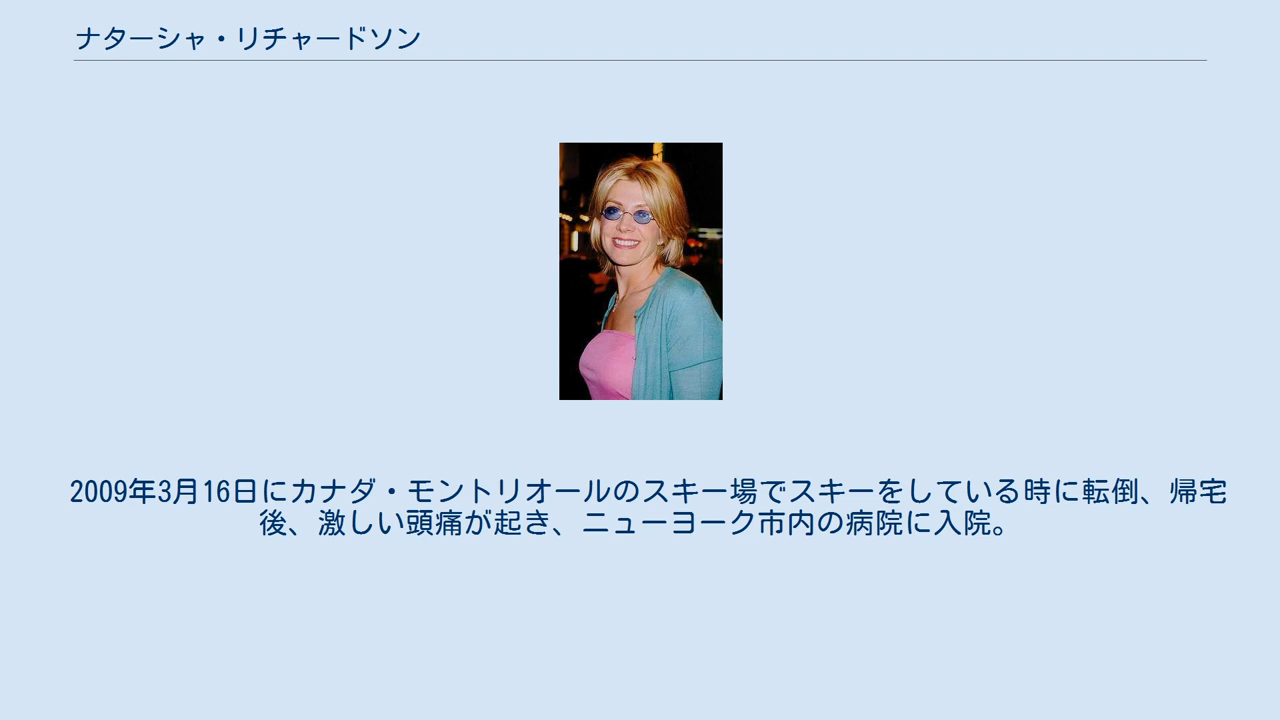 ナターシャ・リチャードソン
2009年3月16日にカナダ・モントリオールのスキー場でスキーをしている時に転倒、帰宅
後、激しい頭痛が起き、ニューヨーク市内の病院に入院。